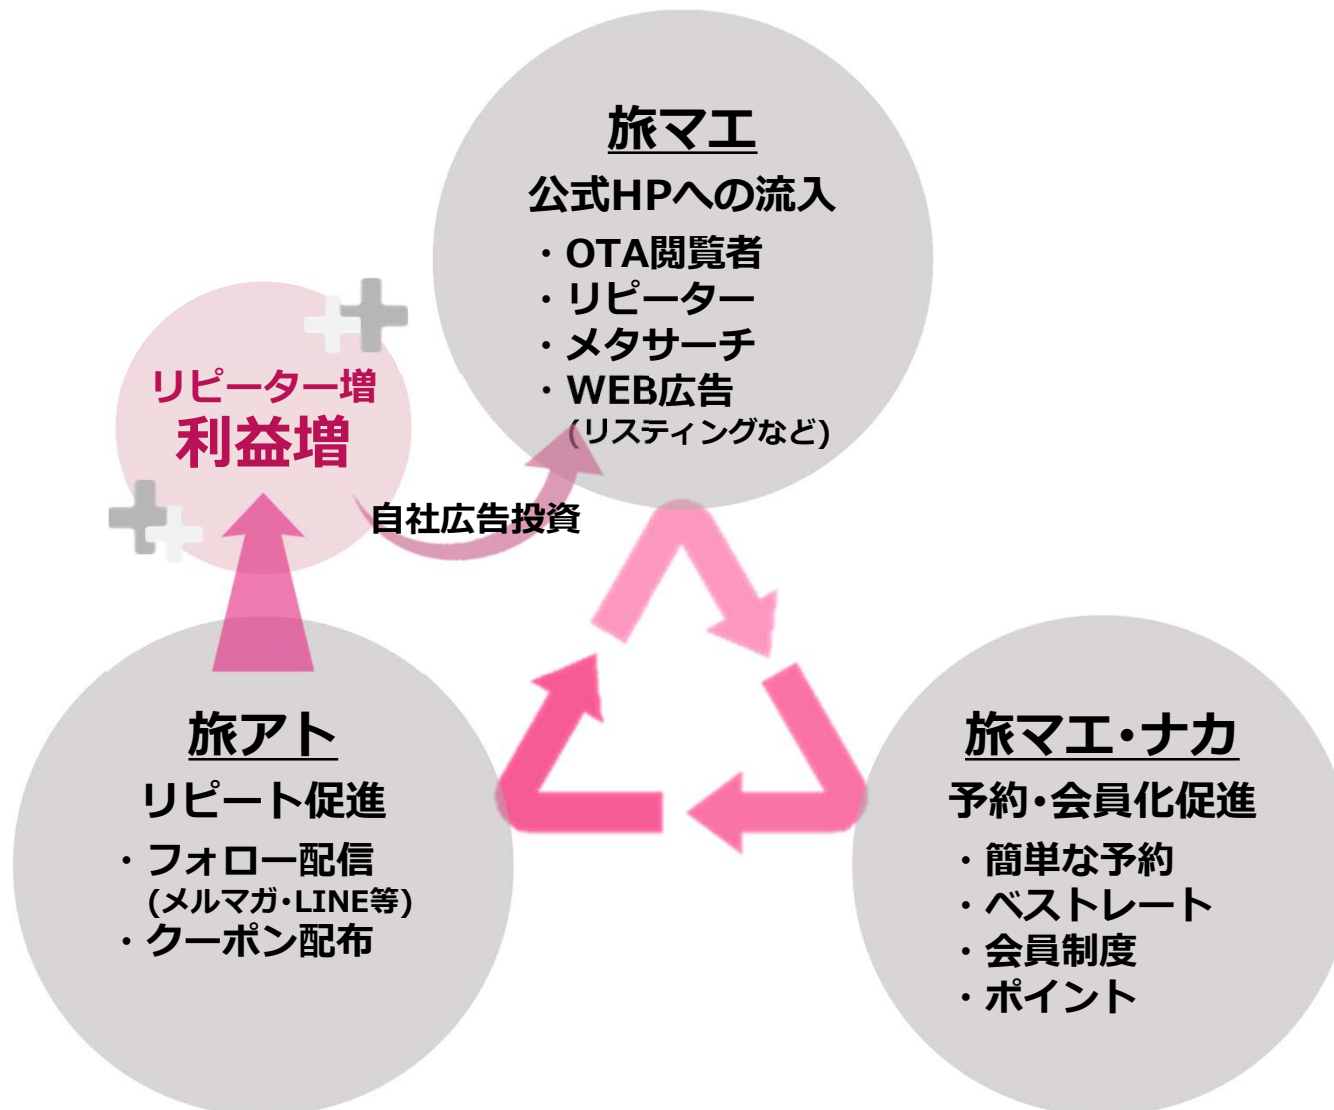 旅マエ
公式HPへの流入
・OTA閲覧者
・リピーター
・メタサーチ
・WEB広告
(リスティングなど)
リピーター増
利益増
自社広告投資
旅アト
リピート促進
・フォロー配信
(メルマガ・LINE等)
・クーポン配布
旅マエ・ナカ
予約・会員化促進
・簡単な予約
・ベストレート
・会員制度
・ポイント